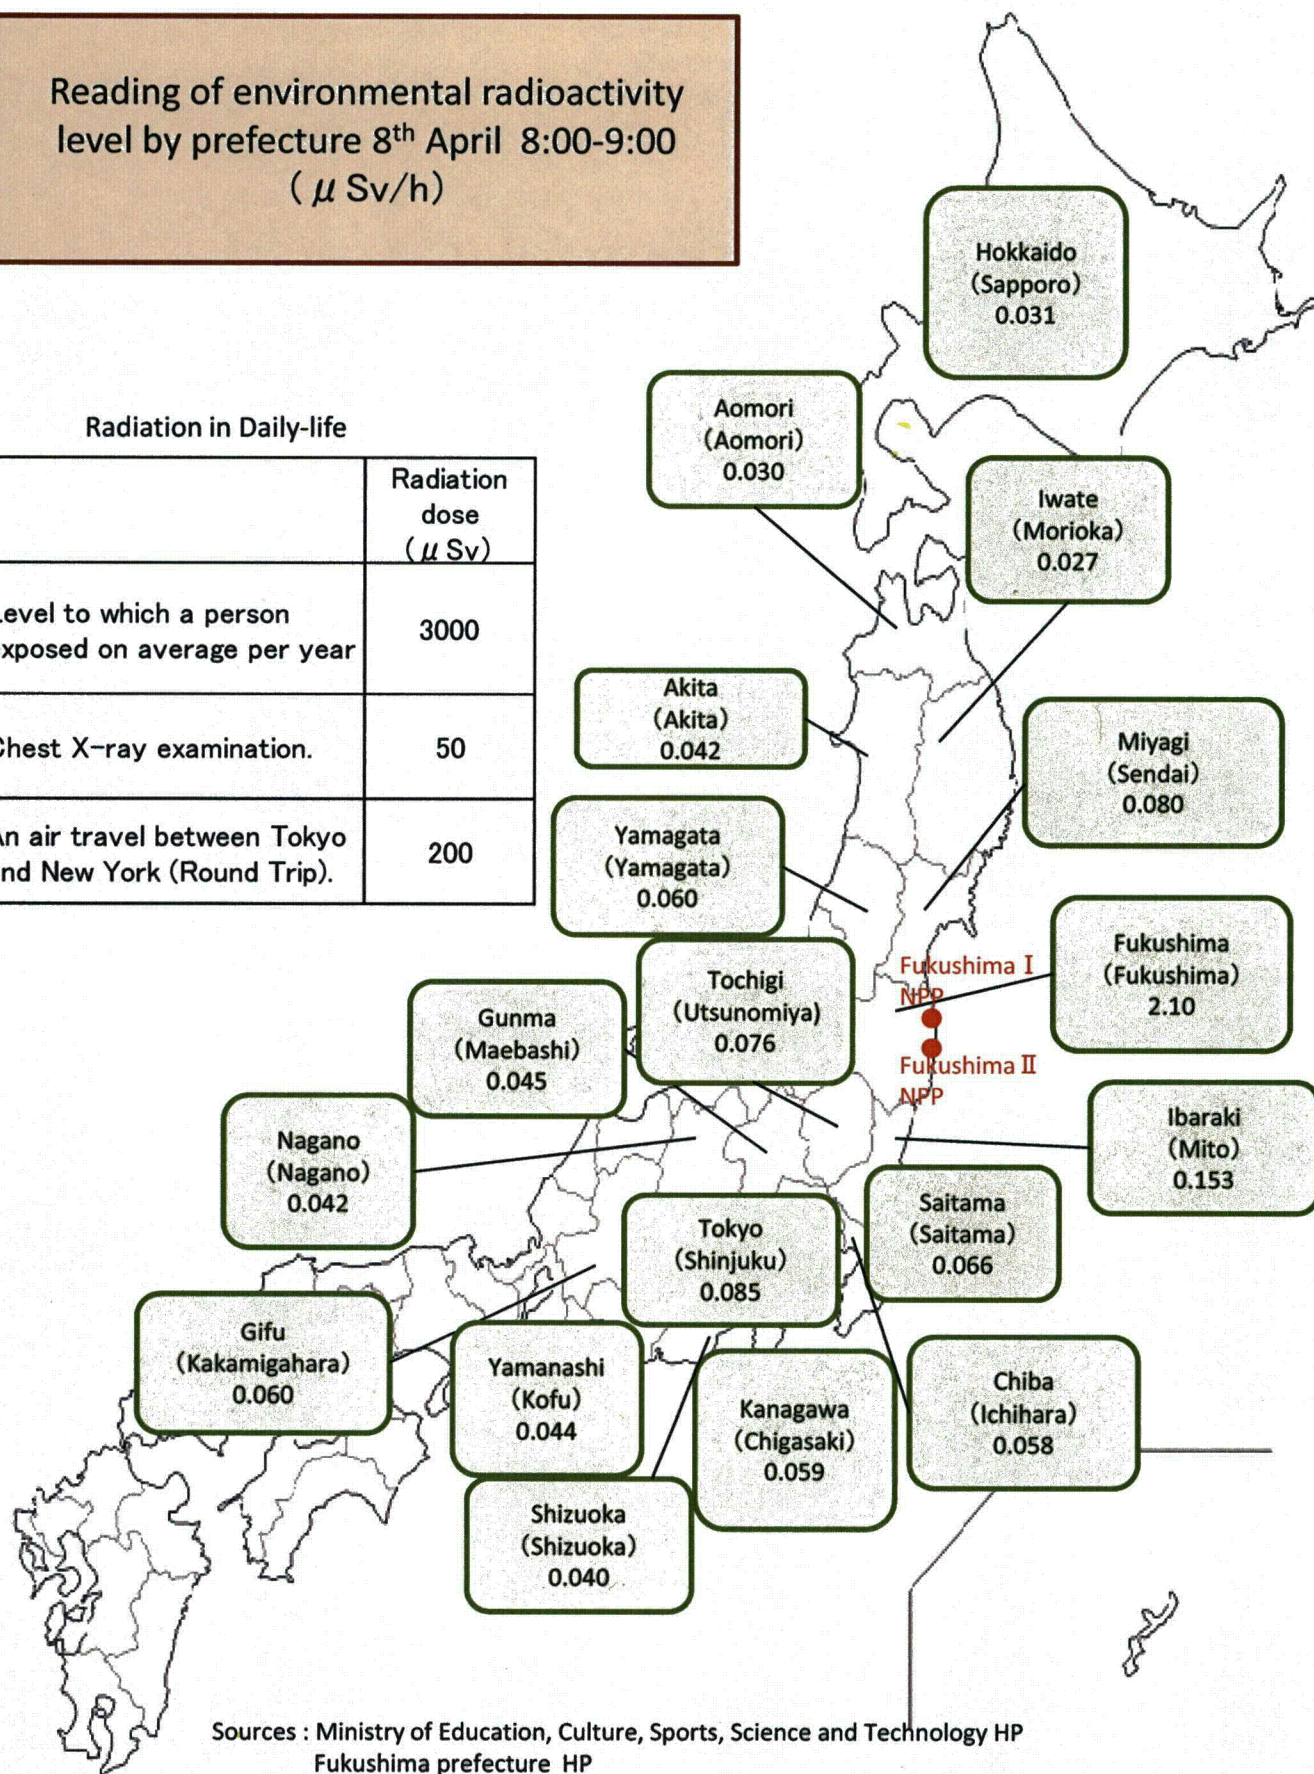 Reading of environmental radioactivity
level by prefecture 8th April 8:00-9:00
(μ Sv/h)
Hokkaido
(Sapporo)
0.031
Aomori
(Aomori)
0.030
Iwate
(Morioka)
0.027
Radiation in Daily-life
Radiation
dose
(μ Sv)
Level to which a person
xposed on average per year
3000
Chest X-ray examination.
50
An air travel between Tokyo
nd New York (Round Trip).
200
Akita
(Akita)
0.042
Miyagi
(Sendai)
0.080
Yamagata
(Yamagata)
0.060
Fukushima
(Fukushima)
2.10
Fukushima I
NPP
Fukushima II
NPP
Tochigi
(Utsunomiya)
0.076
Gunma
(Maebashi)
0.045
Ibaraki
(Mito)
0.153
Nagano
(Nagano)
0.042
Saitama
(Saitama)
0.066
Tokyo
(Shinjuku)
0.085
Gifu
(Kakamigahara)
0.060
Yamanashi
(Kofu)
0.044
Kanagawa
(Chigasaki)
0.059
Chiba
(Ichihara)
0.058
Shizuoka
(Shizuoka)
0.040
Sources : Ministry of Education, Culture, Sports, Science and Technology HP
Fukushima prefecture HP